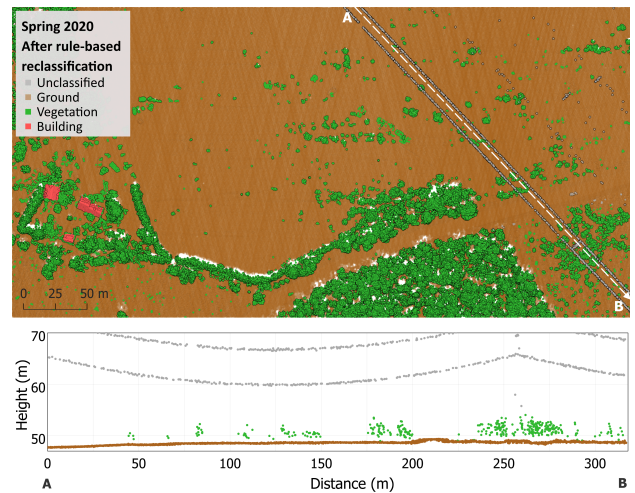 Spring 2020
After rule-based
reclassification
Unclassified
Ground
Vegetation
Building
A
B
0 25 50 m
70
60
50
Height (m)
0 50 100 150 200 250 300
A Distance (m) B